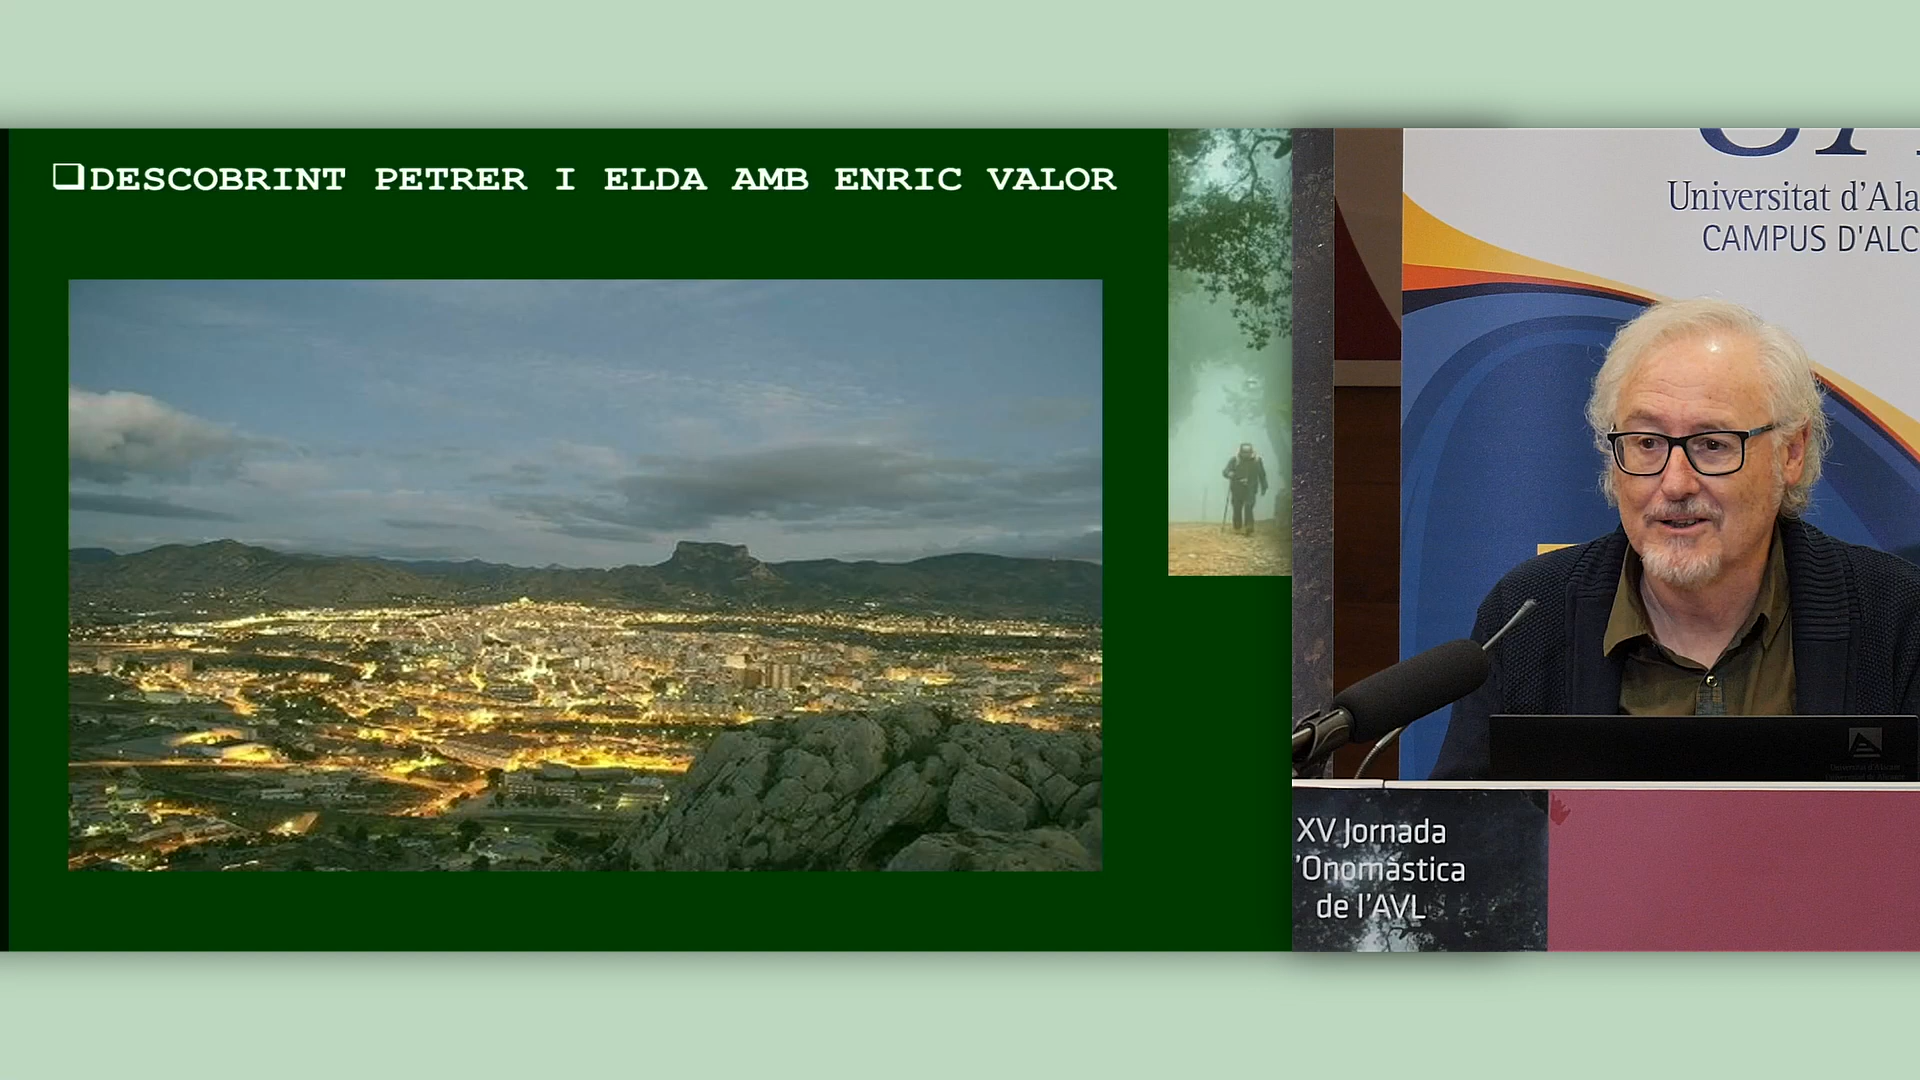 DESCOBRINT PETRER I ELDA AMB ENRIC VALOR
Universitat d'Ala
CAMPUS D'ALC
XV Jornada
'Onomàstica
de l'AVL